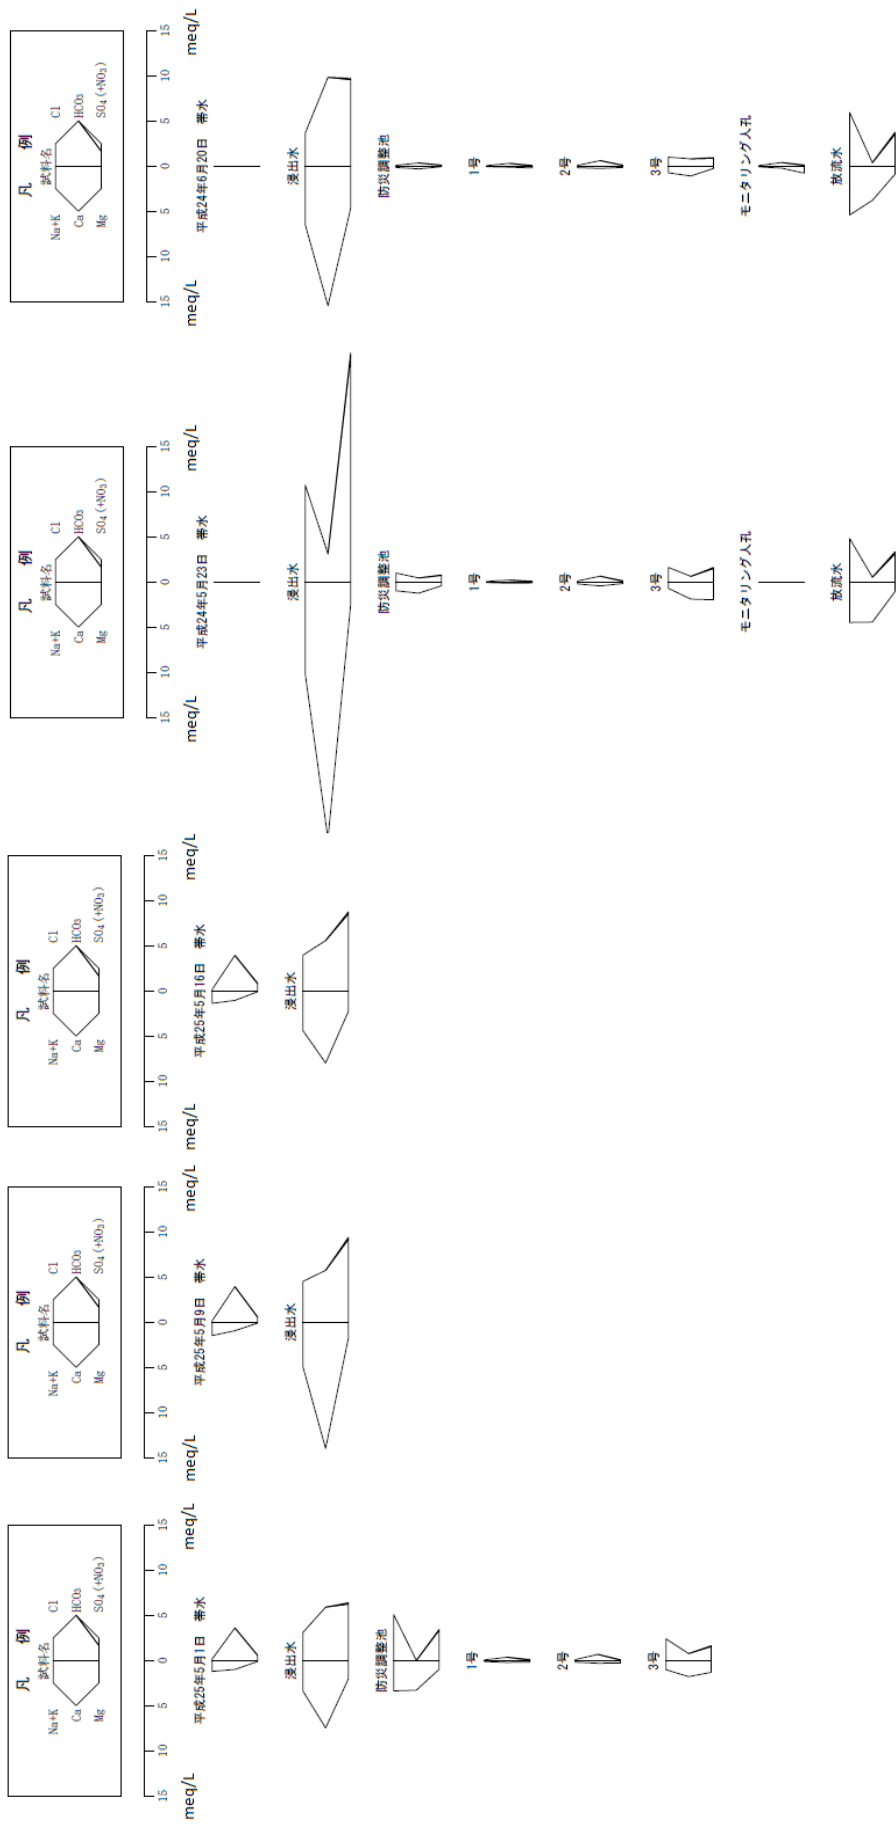 凡　例
試料名
Na+K
Cl
Ca
HCO3
Mg
SO4 (+NO3)
15
10
5
0
5
10
15
meq/L
meq/L
平成25年5月1日　帯水
浸出水
防災調整池
1号
2号
3号
凡　例
試料名
Na+K
Cl
Ca
HCO3
Mg
SO4 (+NO3)
15
10
5
0
5
10
15
meq/L
meq/L
平成25年5月9日　帯水
浸出水
凡　例
試料名
Na+K
Cl
Ca
HCO3
Mg
SO4 (+NO3)
15
10
5
0
5
10
15
meq/L
meq/L
平成25年5月16日　帯水
浸出水
凡　例
試料名
Na+K
Cl
Ca
HCO3
Mg
SO4 (+NO3)
15
10
5
0
5
10
15
meq/L
meq/L
平成24年5月23日　帯水
浸出水
防災調整池
1号
2号
3号
モニタリング人孔
放流水
凡　例
試料名
Na+K
Cl
Ca
HCO3
Mg
SO4 (+NO3)
15
10
5
0
5
10
15
meq/L
meq/L
平成24年6月20日　帯水
浸出水
防災調整池
1号
2号
3号
モニタリング人孔
放流水